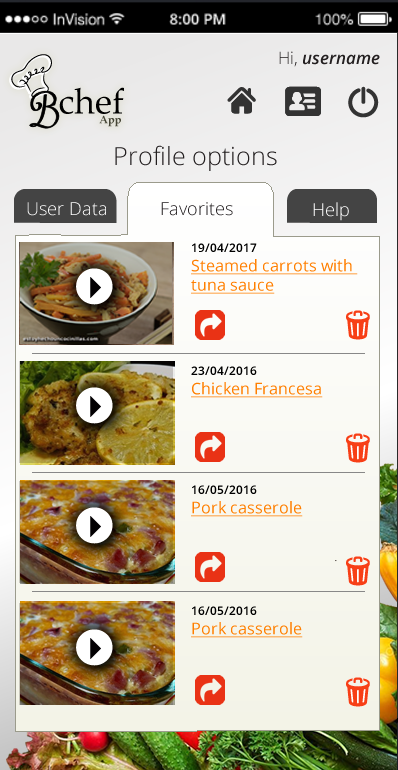 InVision 8:00 PM 100%
Hi, username
Bchef
App
Profile options
User Data Favorites Help
19/04/2017
Steamed carrots with
tuna sauce
23/04/2016
Chicken Francesa
16/05/2016
Pork casserole
16/05/2016
Pork casserole